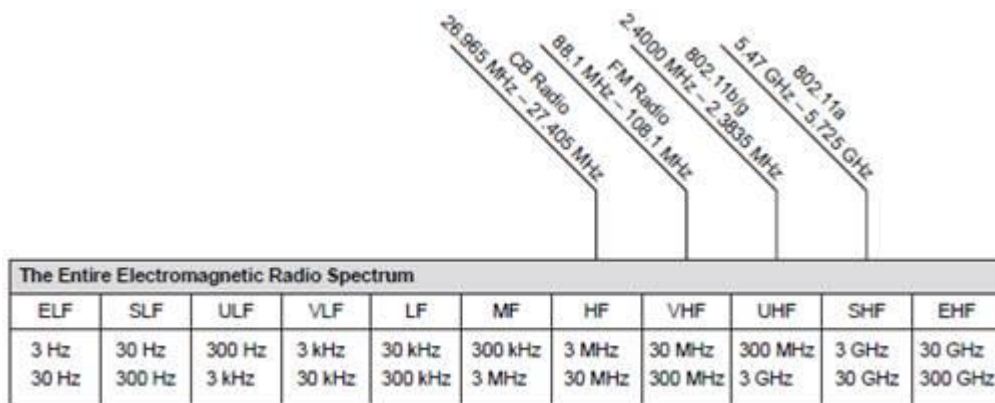 26.965 MHz – 27.405 MHz
CB Radio
88.1 MHz – 108.1 MHz
FM Radio
2.4000 MHz – 2.3835 MHz
802.11b/g
5.47 GHz – 5.725 GHz
802.11a
The Entire Electromagnetic Radio Spectrum
ELF SLF ULF VLF LF MF HF VHF UHF SHF EHF
3 Hz 30 Hz 300 Hz 3 kHz 30 kHz 300 kHz 3 MHz 30 MHz 300 MHz 3 GHz 30 GHz
30 Hz 300 Hz 3 kHz 30 kHz 300 kHz 3 MHz 30 MHz 300 MHz 3 GHz 30 GHz 300 GHz